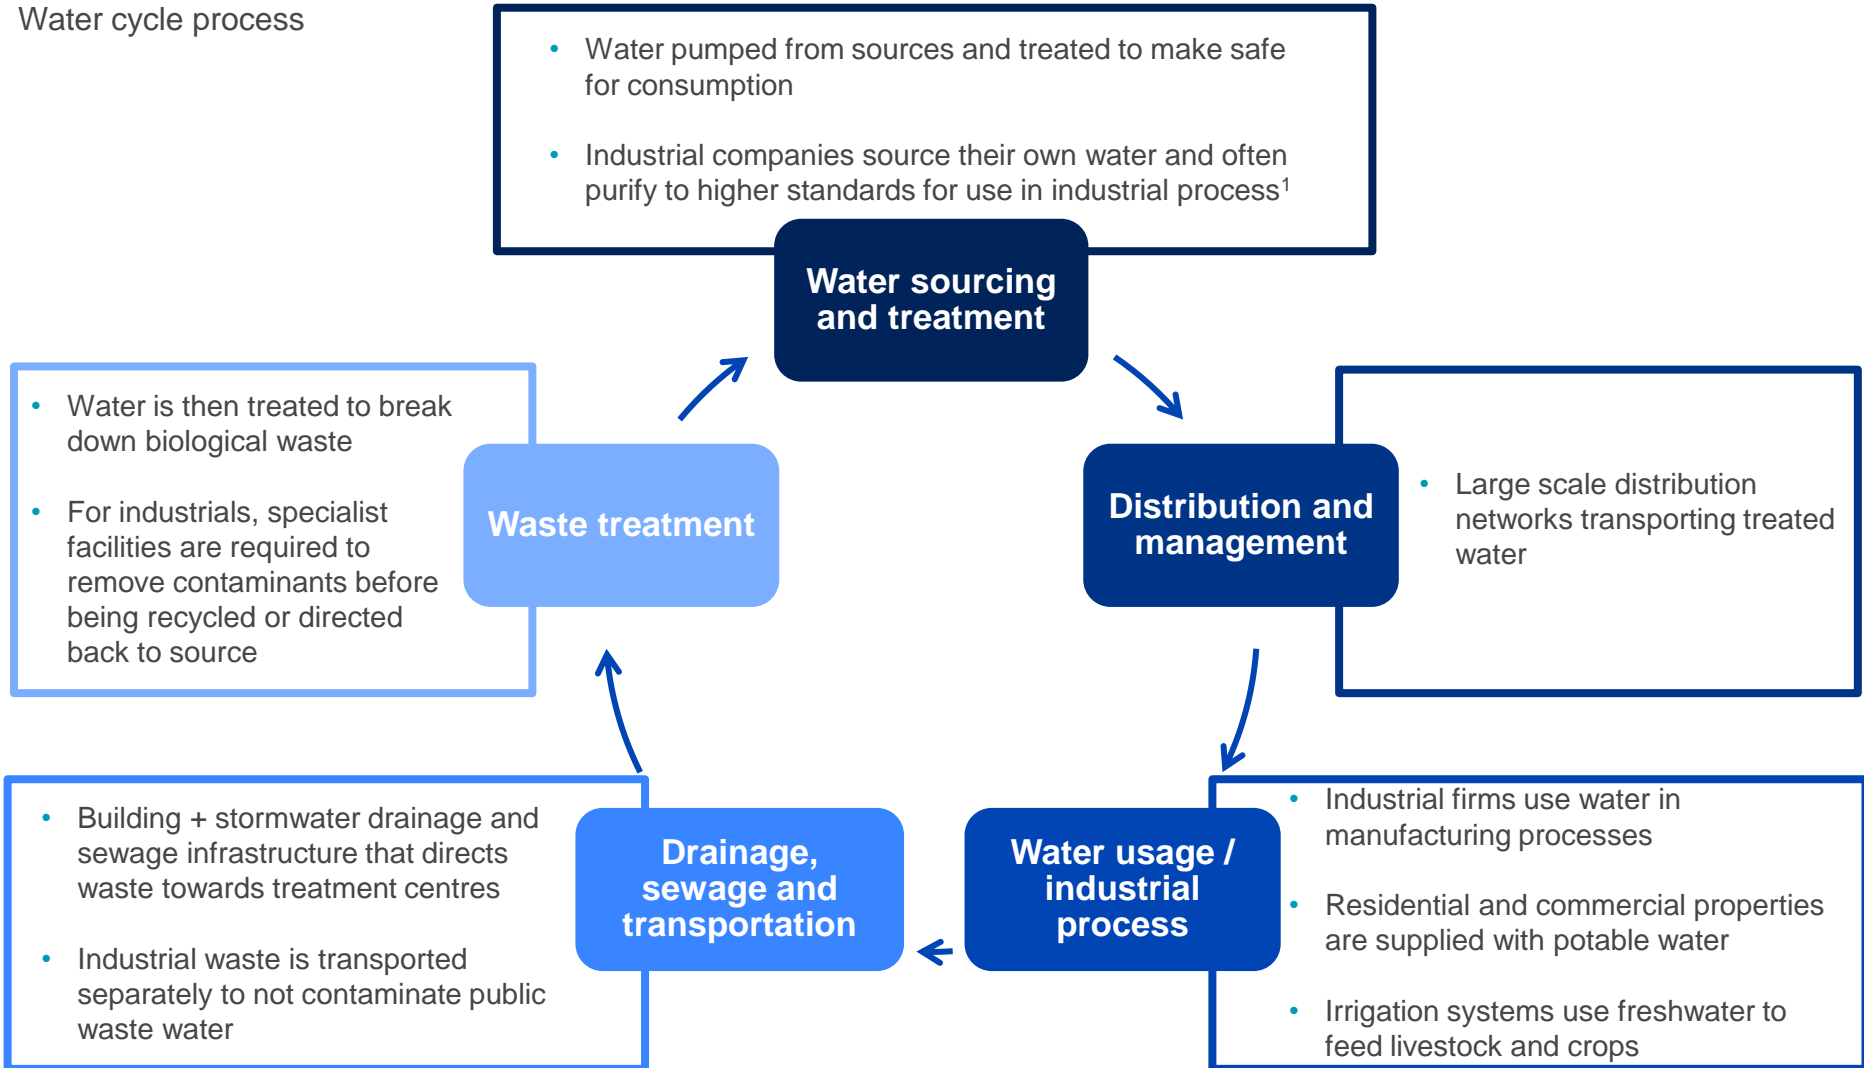 Water cycle process
• Water pumped from sources and treated to make safe
for consumption
• Industrial companies source their own water and often
purify to higher standards for use in industrial process¹
Water sourcing
and treatment
• Water is then treated to break
down biological waste
• For industrials, specialist
facilities are required to
remove contaminants before
being recycled or directed
back to source
Waste treatment
Distribution and
management
• Large scale distribution
networks transporting treated
water
• Building + stormwater drainage and
sewage infrastructure that directs
waste towards treatment centres
• Industrial waste is transported
separately to not contaminate public
waste water
Drainage,
sewage and
transportation
Water usage /
industrial
process
• Industrial firms use water in
manufacturing processes
• Residential and commercial properties
are supplied with potable water
• Irrigation systems use freshwater to
feed livestock and crops